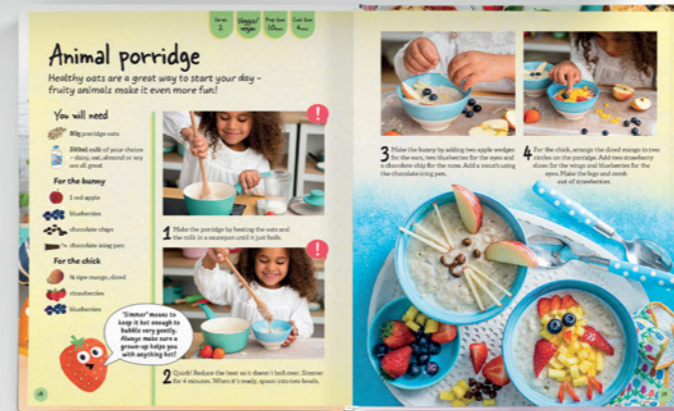 Serves
2
Veggie/
vegan
Prep time
10mins
Cook time
Animal porridge
Healthy oats are a great way to start your day –
fruity animals make it even more fun!
You will need
80g porridge oats
500ml milk of your choice
– dairy, oat, almond or soy
are all great
For the bunny
1 red apple
blueberries
chocolate chips
chocolate icing pen
For the chick
½ ripe mango, diced
strawberries
blueberries
"Simmer" means to
keep it hot enough to
bubble very gently.
Always make sure a
grown-up helps you
with anything hot!
!
1 Make the porridge by heating the oats and
the milk in a saucepan until it just boils.
!
2 Quick! Reduce the heat so it doesn't boil over. Simmer
for 4 minutes. When it's ready, spoon into two bowls.
3 Make the bunny by adding two apple wedges
for the ears, two blueberries for the eyes and
a chocolate chip for the nose. Add a mouth using
the chocolate icing pen.
4 For the chick, arrange the diced mango in two
circles on the porridge. Add two strawberry
slices for the wings and blueberries for the
eyes. Make the legs and comb
out of strawberries.